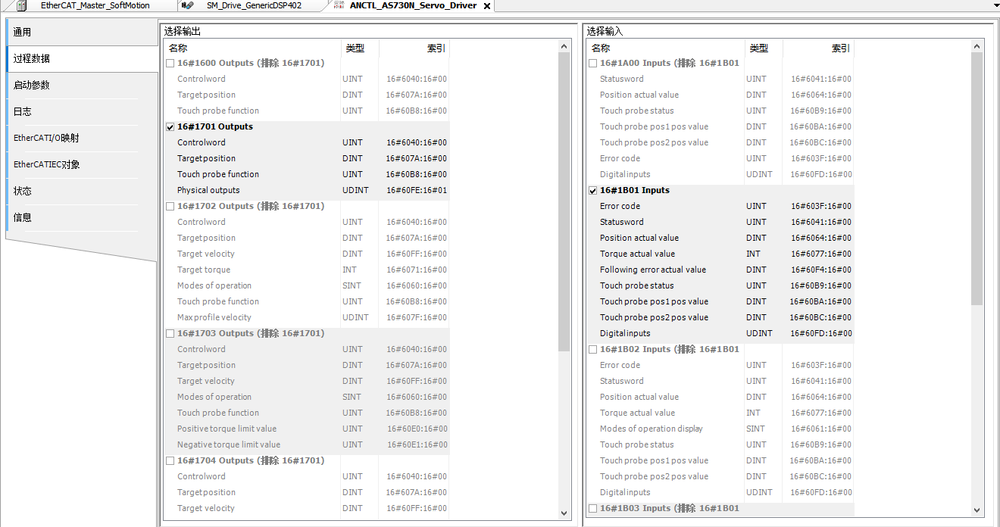 EtherCAT_Master_SoftMotion
SM_Drive_GenericDSP402
ANCTL_AS730N_Servo_Driver
通用
过程数据
启动参数
日志
EtherCATI/O映射
EtherCATIEC对象
状态
信息
选择输出
名称 类型 索引
16#1600 Outputs (排除 16#1701)
Controlword UINT 16#6040:16#00
Targetposition DINT 16#607A:16#00
Touch probe function UINT 16#60B8:16#00
16#1701 Outputs
Controlword UINT 16#6040:16#00
Targetposition DINT 16#607A:16#00
Touch probe function UINT 16#60B8:16#00
Physical outputs UDINT 16#60FE:16#01
16#1702 Outputs (排除 16#1701)
Controlword UINT 16#6040:16#00
Targetposition DINT 16#607A:16#00
Target velocity DINT 16#60FF:16#00
Target torque INT 16#6071:16#00
Modes of operation SINT 16#6060:16#00
Touch probe function UINT 16#60B8:16#00
Max profile velocity UDINT 16#607F:16#00
16#1703 Outputs (排除 16#1701)
Controlword UINT 16#6040:16#00
Targetposition DINT 16#607A:16#00
Target velocity DINT 16#60FF:16#00
Modes of operation SINT 16#6060:16#00
Touch probe function UINT 16#60B8:16#00
Positive torque limit value UINT 16#60E0:16#00
Negative torque limit value UINT 16#60E1:16#00
16#1704 Outputs (排除 16#1701)
Controlword UINT 16#6040:16#00
Targetposition DINT 16#607A:16#00
Target velocity DINT 16#60FF:16#00
选择输入
名称 类型 索引
16#1A00 Inputs (排除 16#1B01
Statusword UINT 16#6041:16#00
Position actual value DINT 16#6064:16#00
Touch probe status UINT 16#60B9:16#00
Touch probe pos1 pos value DINT 16#60BA:16#00
Touch probe pos2 pos value DINT 16#60BC:16#00
Error code UINT 16#603F:16#00
Digitalinputs UDINT 16#60FD:16#00
16#1B01 Inputs
Error code UINT 16#603F:16#00
Statusword UINT 16#6041:16#00
Position actual value DINT 16#6064:16#00
Torque actual value INT 16#6077:16#00
Following error actual value DINT 16#60F4:16#00
Touch probe status UINT 16#60B9:16#00
Touch probe pos1 pos value DINT 16#60BA:16#00
Touch probe pos2 pos value DINT 16#60BC:16#00
Digitalinputs UDINT 16#60FD:16#00
16#1B02 Inputs (排除 16#1B01
Error code UINT 16#603F:16#00
Statusword UINT 16#6041:16#00
Position actual value DINT 16#6064:16#00
Torque actual value INT 16#6077:16#00
Modes of operation display SINT 16#6061:16#00
Touch probe status UINT 16#60B9:16#00
Touch probe pos1 pos value DINT 16#60BA:16#00
Touch probe pos2 pos value DINT 16#60BC:16#00
Digitalinputs UDINT 16#60FD:16#00
16#1B03 Inputs (排除 16#1B01